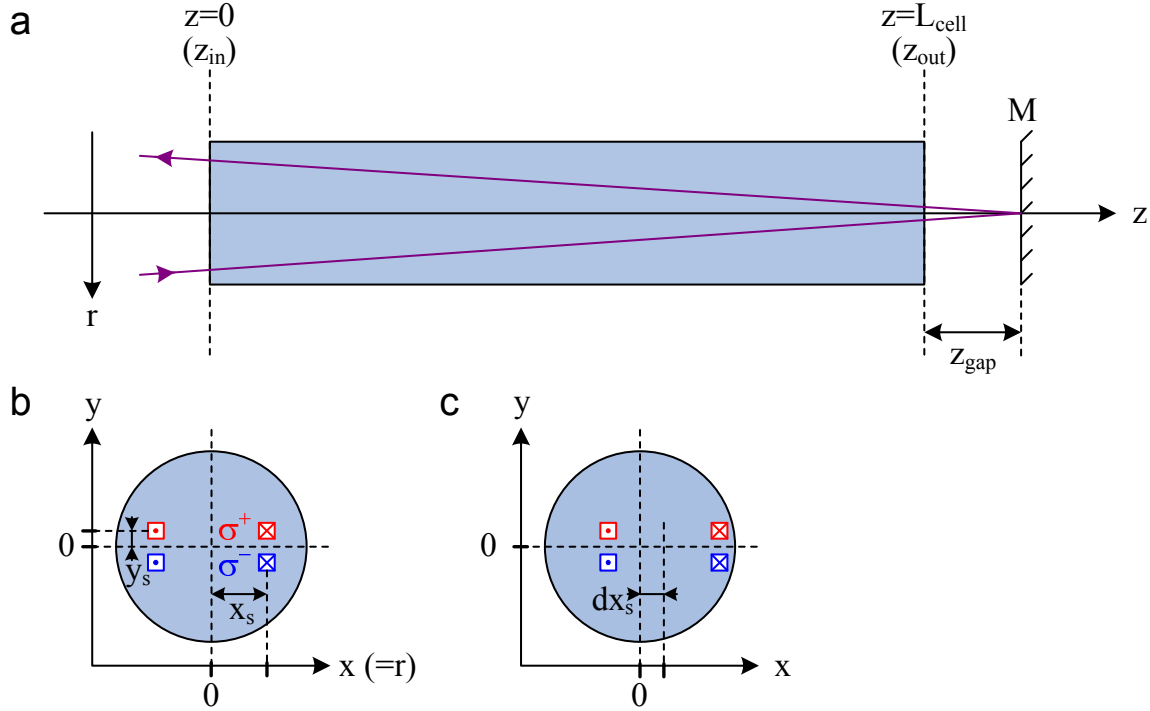 a
z=0
(z_in)
z=L_cell
(z_out)
M
z
r
z_gap
b
y
c
y
σ⁺
σ⁻
0
y_s
x_s
0
dx_s
x (=r)
0
x
0